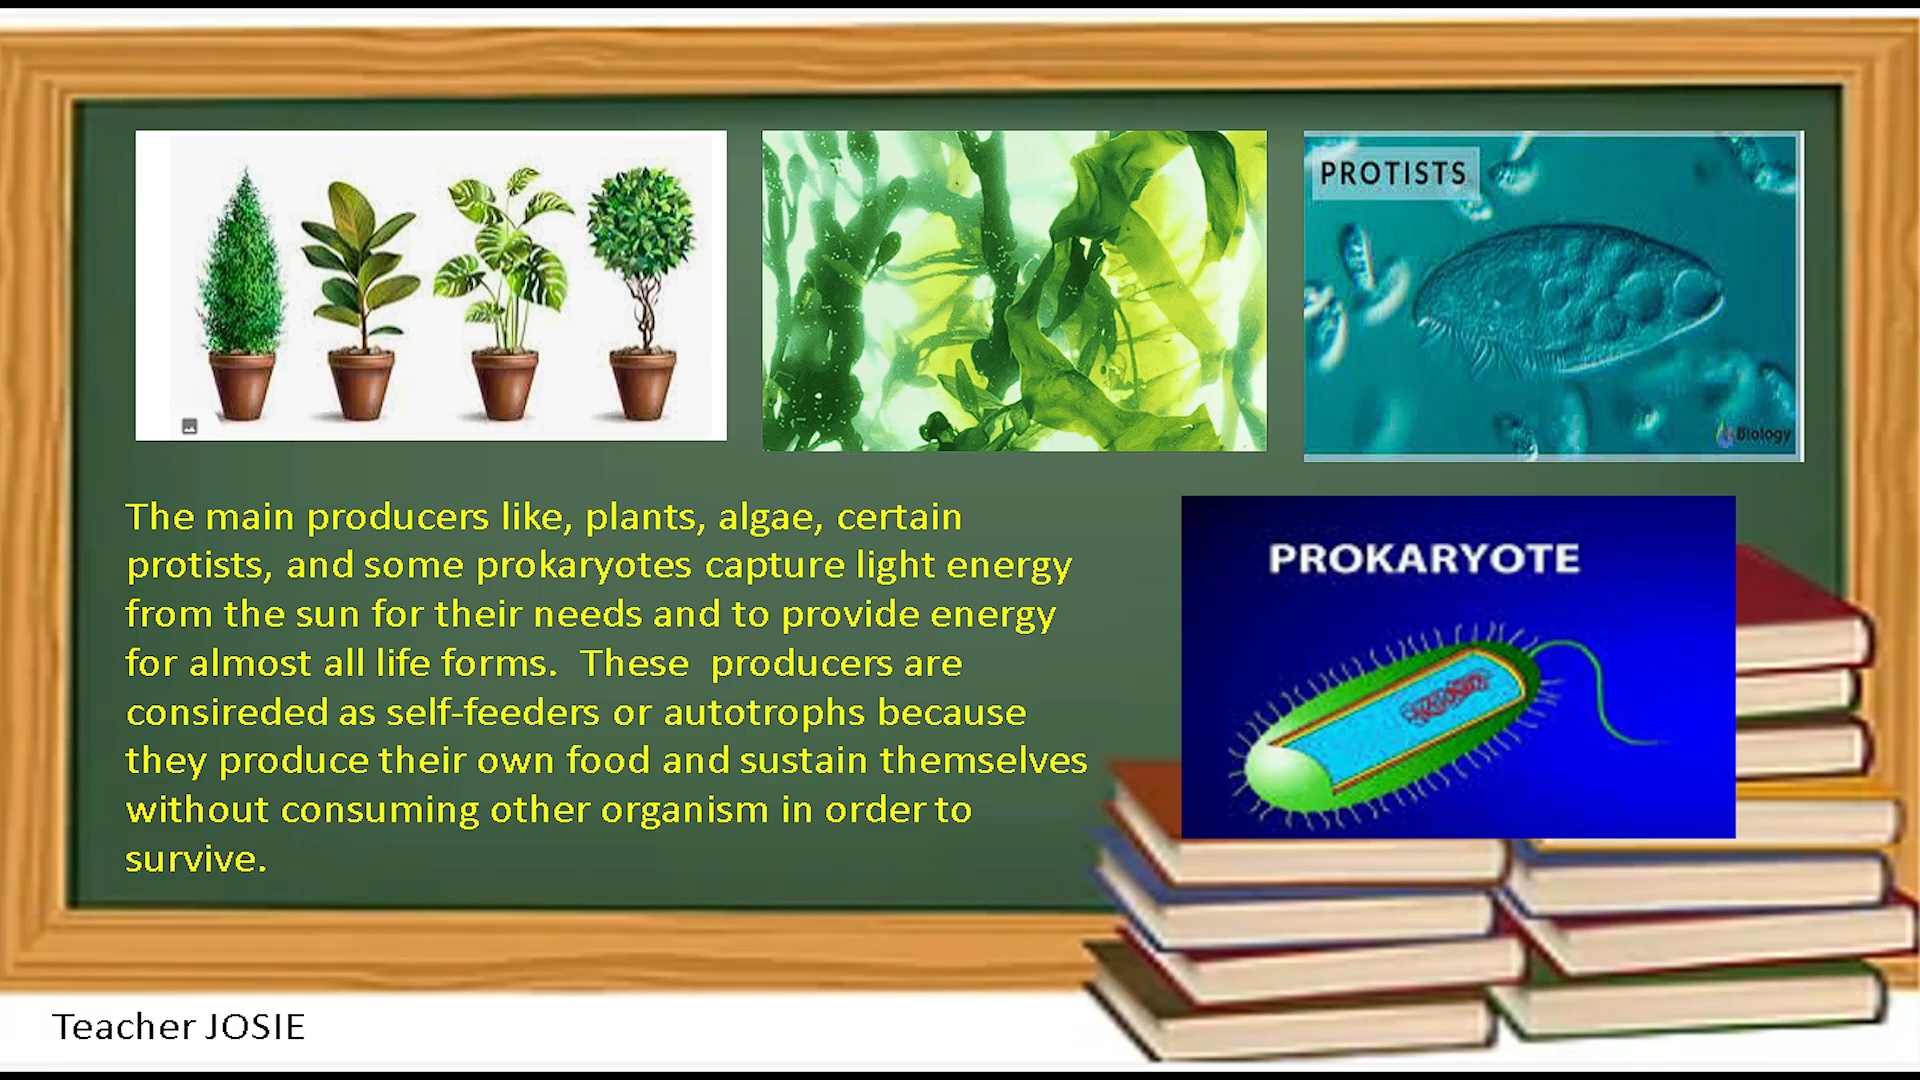 PROTISTS
Biology
The main producers like, plants, algae, certain
protists, and some prokaryotes capture light energy
from the sun for their needs and to provide energy
for almost all life forms.  These  producers are
consireded as self-feeders or autotrophs because
they produce their own food and sustain themselves
without consuming other organism in order to
survive.
PROKARYOTE
Teacher JOSIE